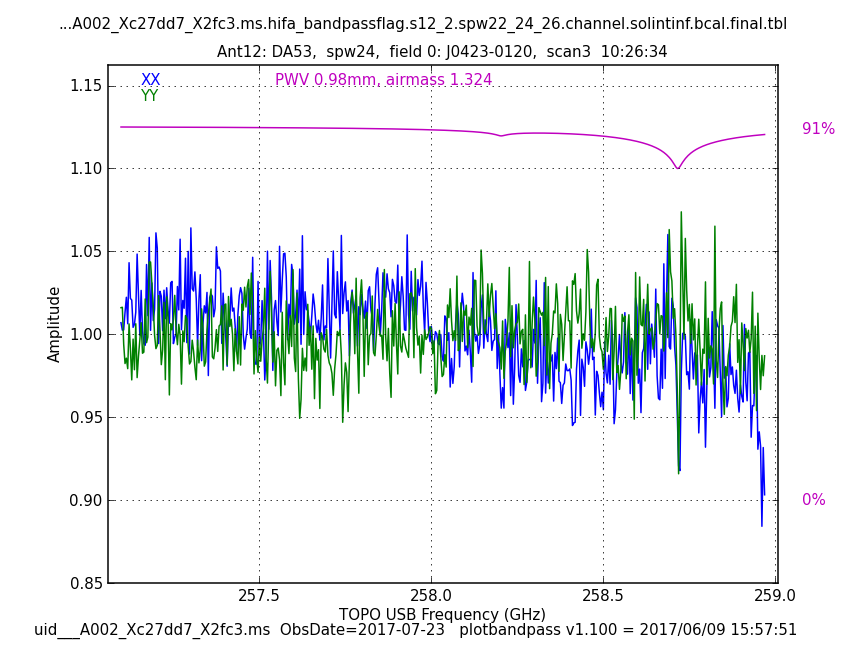 ...A002_Xc27dd7_X2fc3.ms.hifa_bandpassflag.s12_2.spw22_24_26.channel.solintinf.bcal.final.tbl
Ant12: DA53,  spw24,  field 0: J0423-0120,  scan3  10:26:34
XX
PWV 0.98mm, airmass 1.324
YY
1.15
1.10
1.05
1.00
0.95
0.90
0.85
Amplitude
91%
0%
257.5
258.0
258.5
259.0
TOPO USB Frequency (GHz)
uid___A002_Xc27dd7_X2fc3.ms  ObsDate=2017-07-23   plotbandpass v1.100 = 2017/06/09 15:57:51